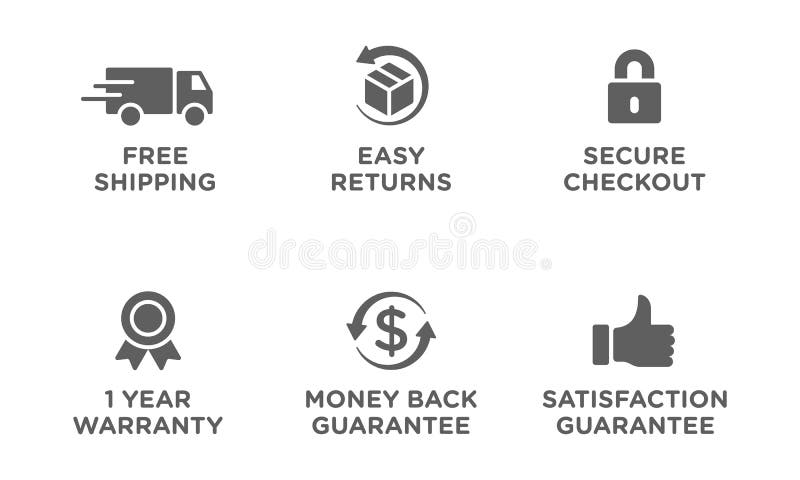 FREE
SHIPPING
EASY
RETURNS
SECURE
CHECKOUT
dreamstime
1 YEAR
WARRANTY
$
MONEY BACK
GUARANTEE
SATISFACTION
GUARANTEE